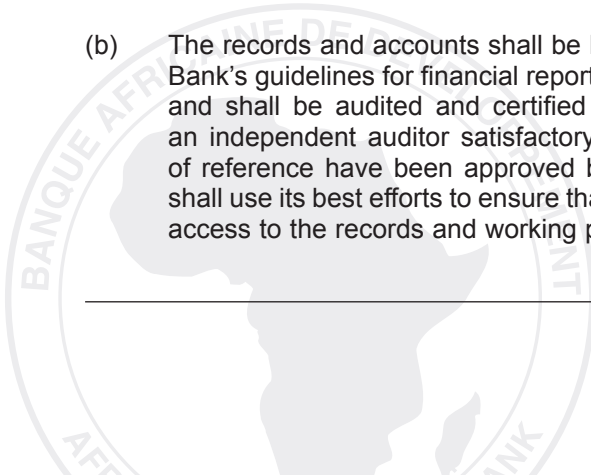 (b) The records and accounts shall be
Bank's guidelines for financial report
and shall be audited and certified
an independent auditor satisfactory
of reference have been approved b
shall use its best efforts to ensure tha
access to the records and working p
BANQUE AFRICAINE DE DEVELOPPEMENT